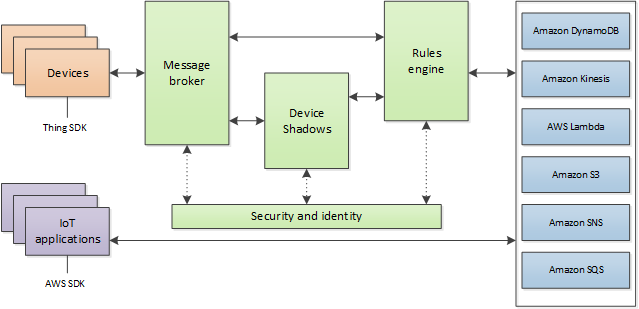 Devices
Thing SDK
Message
broker
Device
Shadows
Rules
engine
Amazon DynamoDB
Amazon Kinesis
AWS Lambda
Amazon S3
Amazon SNS
Amazon SQS
Security and identity
IoT
applications
AWS SDK